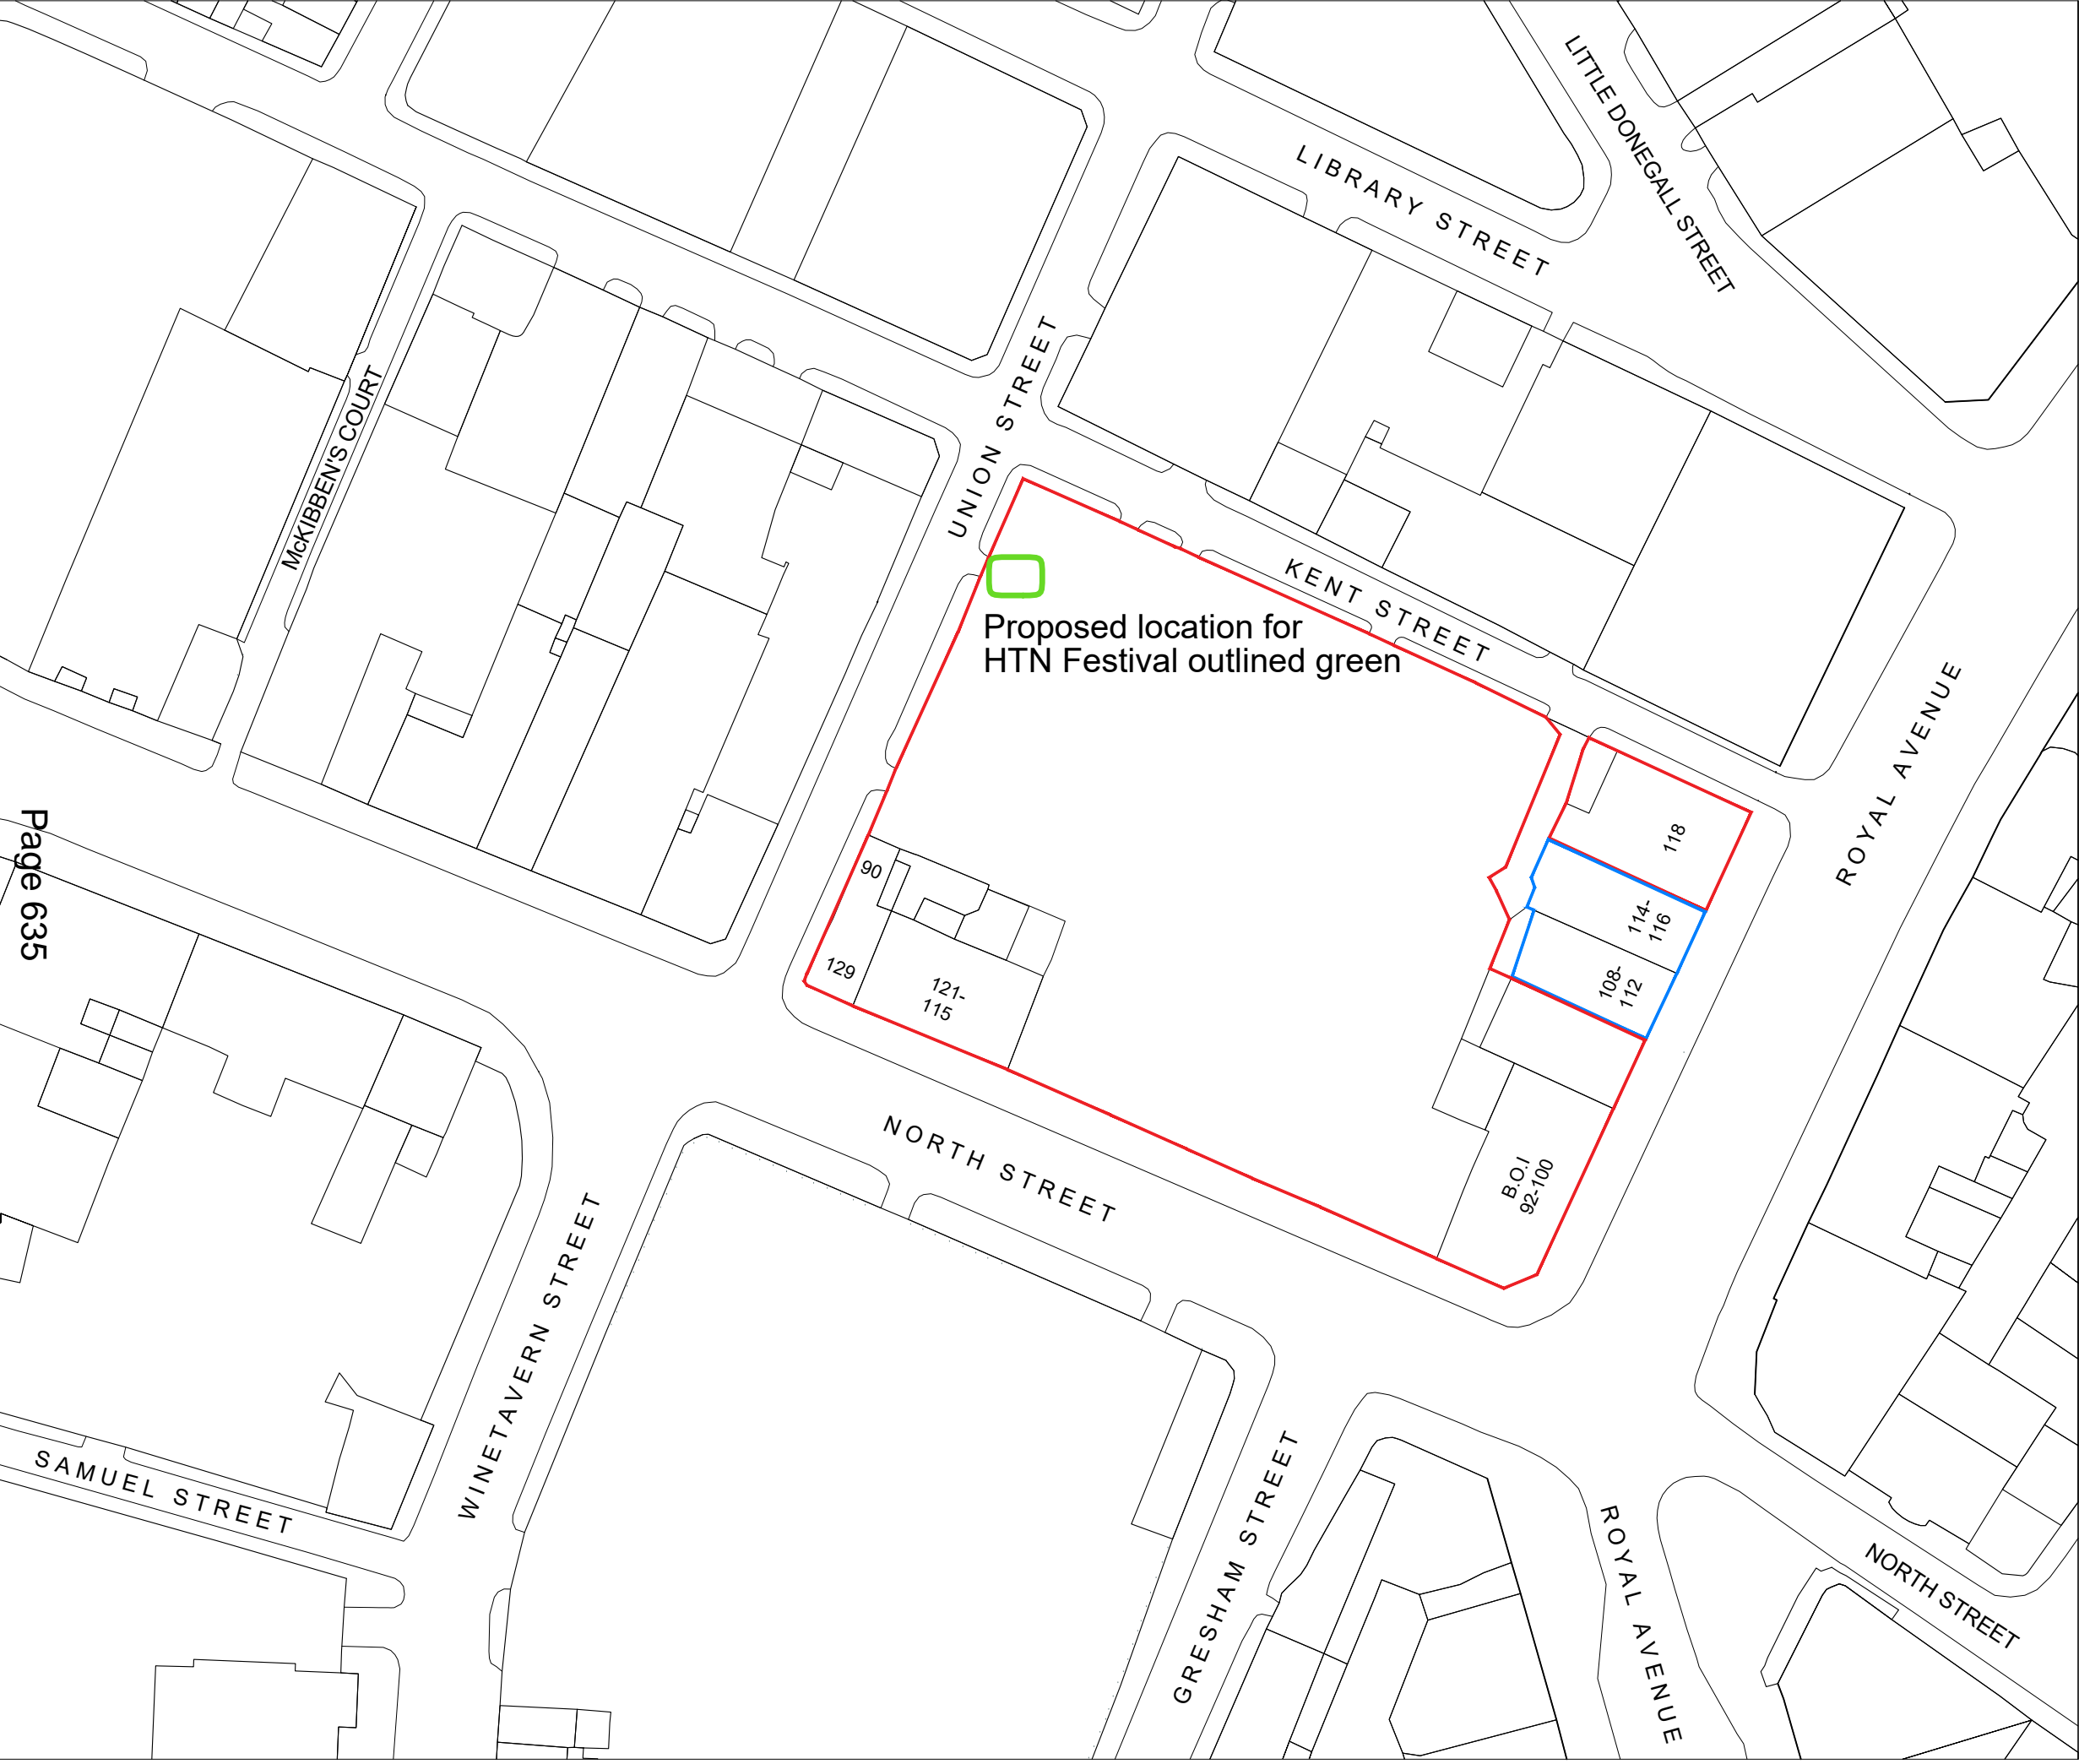 LITTLE DONEGALL STREET
LIBRARY STREET
UNION STREET
McKIBBEN'S COURT
KENT STREET
Proposed location for
HTN Festival outlined green
ROYAL AVENUE
Page 635
118
90
114-
116
129
121-
115
108-
112
NORTH STREET
B.O.I
92-100
WINETAVERN STREET
SAMUEL STREET
GRESHAM STREET
ROYAL AVENUE
NORTH STREET